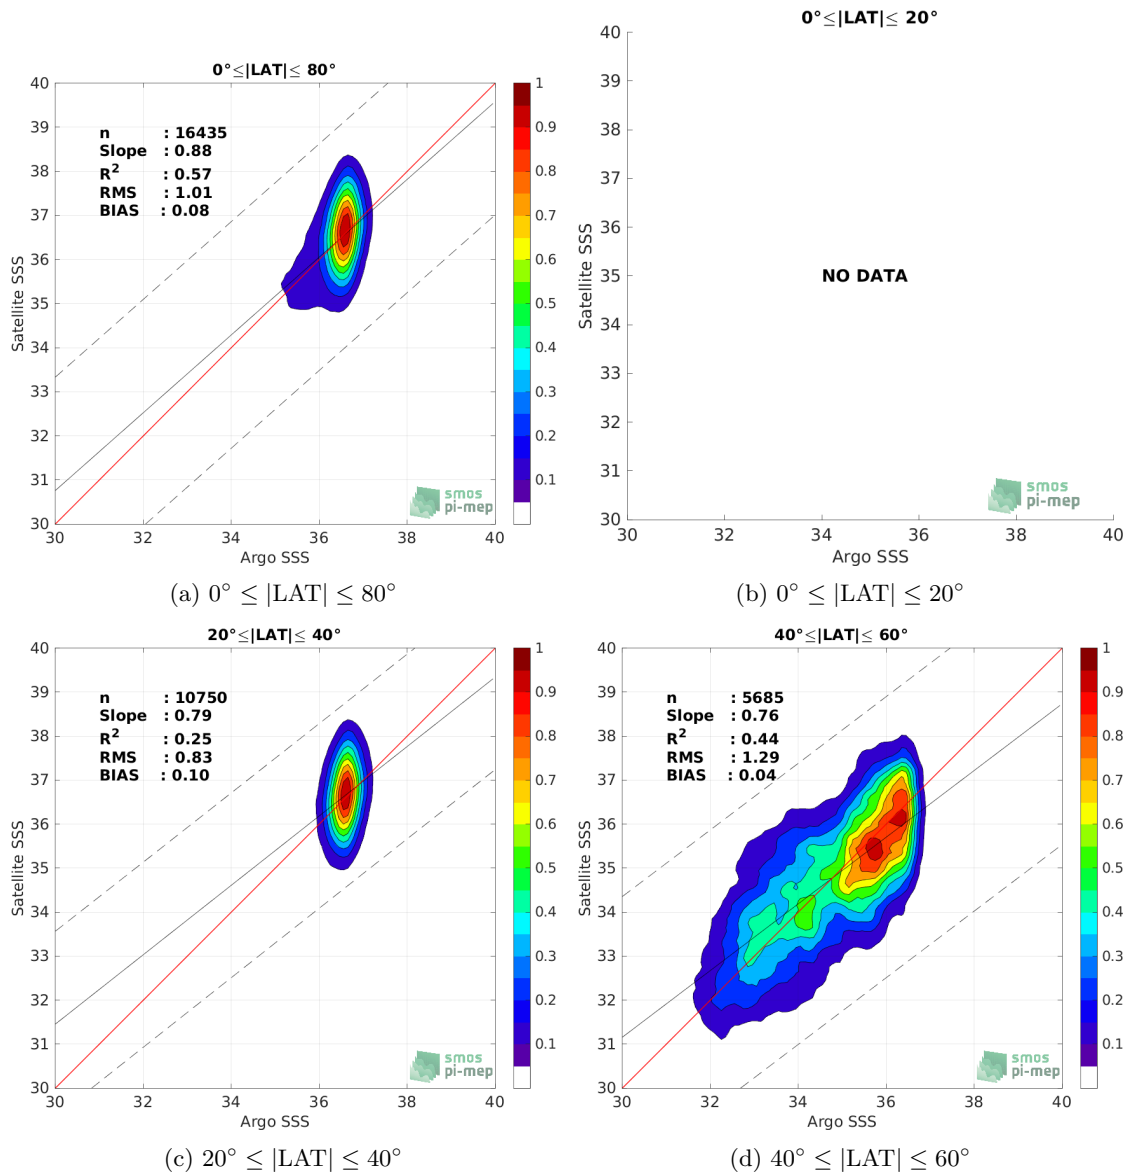 0°≤|LAT|≤ 80°
n : 16435
Slope : 0.88
R² : 0.57
RMS : 1.01
BIAS : 0.08
40
39
38
37
36
35
34
33
32
31
30
30 32 34 36 38 40
Satellite SSS
Argo SSS
1
0.9
0.8
0.7
0.6
0.5
0.4
0.3
0.2
0.1
smos
pi-mep
(a) 0° ≤ |LAT| ≤ 80°
0°≤|LAT|≤ 20°
40
39
38
37
36
35
34
33
32
31
30
30 32 34 36 38 40
Satellite SSS
Argo SSS
NO DATA
smos
pi-mep
(b) 0° ≤ |LAT| ≤ 20°
20°≤|LAT|≤ 40°
n : 10750
Slope : 0.79
R² : 0.25
RMS : 0.83
BIAS : 0.10
40
39
38
37
36
35
34
33
32
31
30
30 32 34 36 38 40
Satellite SSS
Argo SSS
1
0.9
0.8
0.7
0.6
0.5
0.4
0.3
0.2
0.1
smos
pi-mep
(c) 20° ≤ |LAT| ≤ 40°
40°≤|LAT|≤ 60°
n : 5685
Slope : 0.76
R² : 0.44
RMS : 1.29
BIAS : 0.04
40
39
38
37
36
35
34
33
32
31
30
30 32 34 36 38 40
Satellite SSS
Argo SSS
1
0.9
0.8
0.7
0.6
0.5
0.4
0.3
0.2
0.1
smos
pi-mep
(d) 40° ≤ |LAT| ≤ 60°